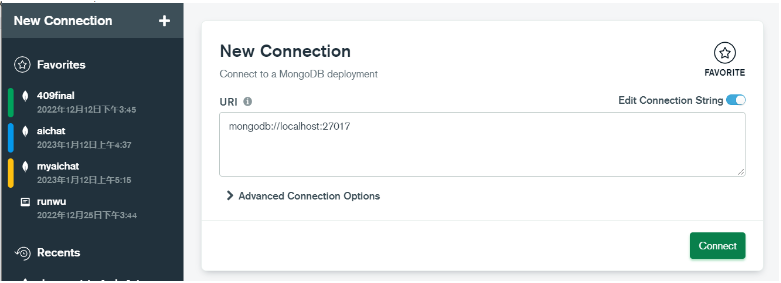 New Connection
Favorites
409final
2022年12月12日下午3:45
aichat
2023年1月12日上午4:37
myaichat
2023年1月12日上午5:15
runwu
2022年12月25日下午3:44
Recents
New Connection
Connect to a MongoDB deployment
FAVORITE
URI
Edit Connection String
mongodb://localhost:27017
Advanced Connection Options
Connect